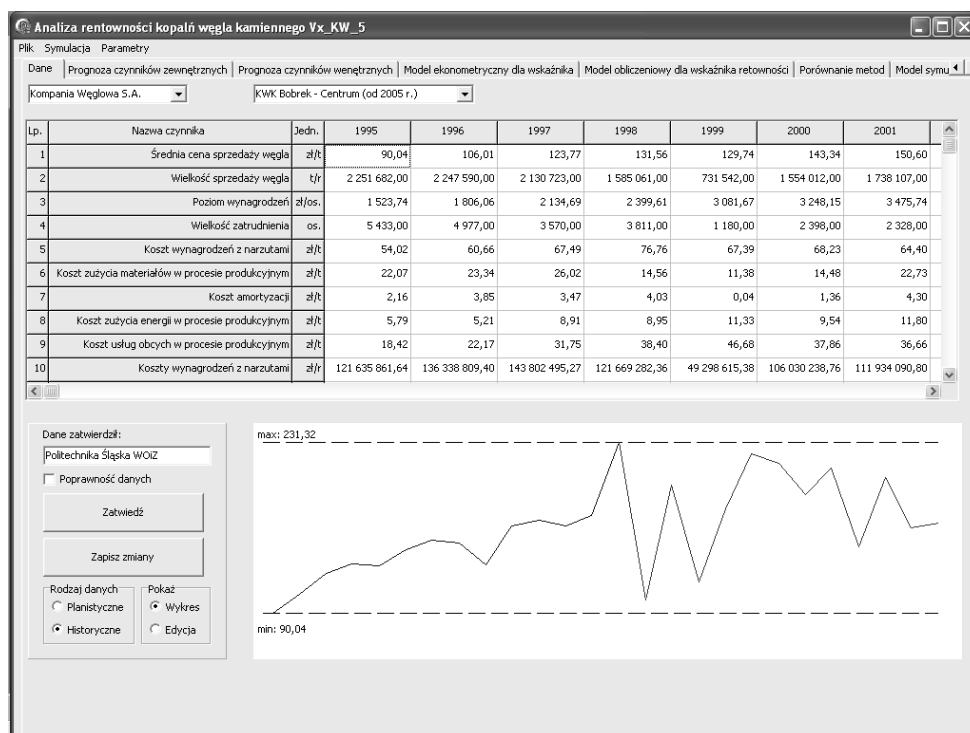 Analiza rentowności kopalń węgla kamiennego Vx_KW_5
Plik Symulacja Parametry
Dane Prognoza czynników zewnętrznych Prognoza czynników wenętrznych Model ekonometryczny dla wskaźnika Model obliczeniowy dla wskaźnika retowności Porównanie metod Model symu
Kompania Węglowa S.A. KWK Bobrek - Centrum (od 2005 r.)
Lp. Nazwa czynnika Jedn. 1995 1996 1997 1998 1999 2000 2001
1 Średnia cena sprzedaży węgla zł/t 90,04 106,01 123,77 131,56 129,74 143,34 150,60
2 Wielkość sprzedaży węgla t/r 2 251 682,00 2 247 590,00 2 130 723,00 1 585 061,00 731 542,00 1 554 012,00 1 738 107,00
3 Poziom wynagrodzeń zł/os. 1 523,74 1 806,06 2 134,69 2 399,61 3 081,67 3 248,15 3 475,74
4 Wielkość zatrudnienia os. 5 433,00 4 977,00 3 570,00 3 811,00 1 180,00 2 398,00 2 328,00
5 Koszt wynagrodzeń z narzutami zł/t 54,02 60,66 67,49 76,76 67,39 68,23 64,40
6 Koszt zużycia materiałów w procesie produkcyjnym zł/t 22,07 23,34 26,02 14,56 11,38 14,48 22,73
7 Koszt amortyzacji zł/t 2,16 3,85 3,47 4,03 0,04 1,36 4,30
8 Koszt zużycia energii w procesie produkcyjnym zł/t 5,79 5,21 8,91 8,95 11,33 9,54 11,80
9 Koszt usług obcych w procesie produkcyjnym zł/t 18,42 22,17 31,75 38,40 46,68 37,86 36,66
10 Koszty wynagrodzeń z narzutami zł/r 121 635 861,64 136 338 809,40 143 802 495,27 121 669 282,36 49 298 615,38 106 030 238,76 111 934 090,80
Dane zatwierdził:
Politechnika Śląska WOiZ
Poprawność danych
Zatwiedź
Zapisz zmiany
Rodzaj danych Pokaż
Planistyczne Wykres
Historyczne Edycja
max: 231,32
min: 90,04